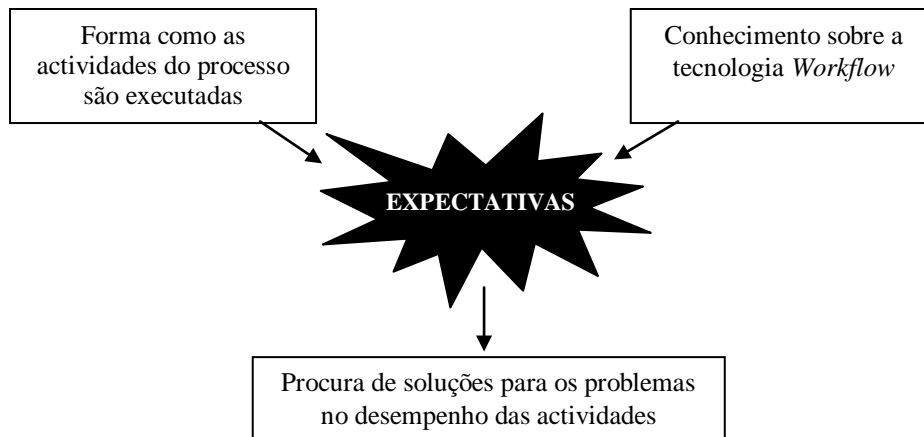 Forma como as
actividades do processo
são executadas
Conhecimento sobre a
tecnologia Workflow
EXPECTATIVAS
Procura de soluções para os problemas
no desempenho das actividades